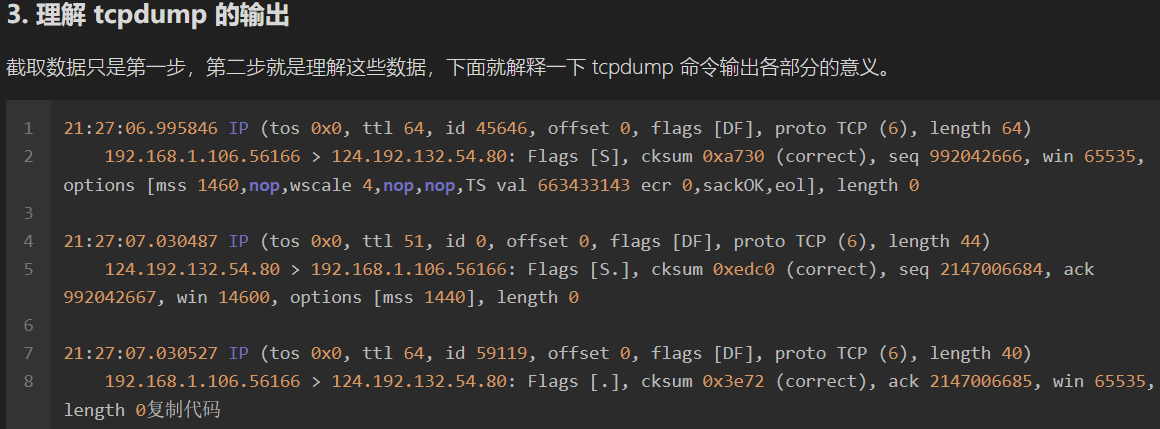 3. 理解 tcpdump 的输出
截取数据只是第一步，第二步就是理解这些数据，下面就解释一下 tcpdump 命令输出各部分的意义。
1 21:27:06.995846 IP (tos 0x0, ttl 64, id 45646, offset 0, flags [DF], proto TCP (6), length 64)
2 192.168.1.106.56166 > 124.192.132.54.80: Flags [S], cksum 0xa730 (correct), seq 992042666, win 65535,
options [mss 1460,nop,wscale 4,nop,nop,TS val 663433143 ecr 0,sackOK,eol], length 0
3
4 21:27:07.030487 IP (tos 0x0, ttl 51, id 0, offset 0, flags [DF], proto TCP (6), length 44)
5 124.192.132.54.80 > 192.168.1.106.56166: Flags [S.], cksum 0xedc0 (correct), seq 2147006684, ack
992042667, win 14600, options [mss 1440], length 0
6
7 21:27:07.030527 IP (tos 0x0, ttl 64, id 59119, offset 0, flags [DF], proto TCP (6), length 40)
8 192.168.1.106.56166 > 124.192.132.54.80: Flags [.], cksum 0x3e72 (correct), ack 2147006685, win 65535,
length 0复制代码